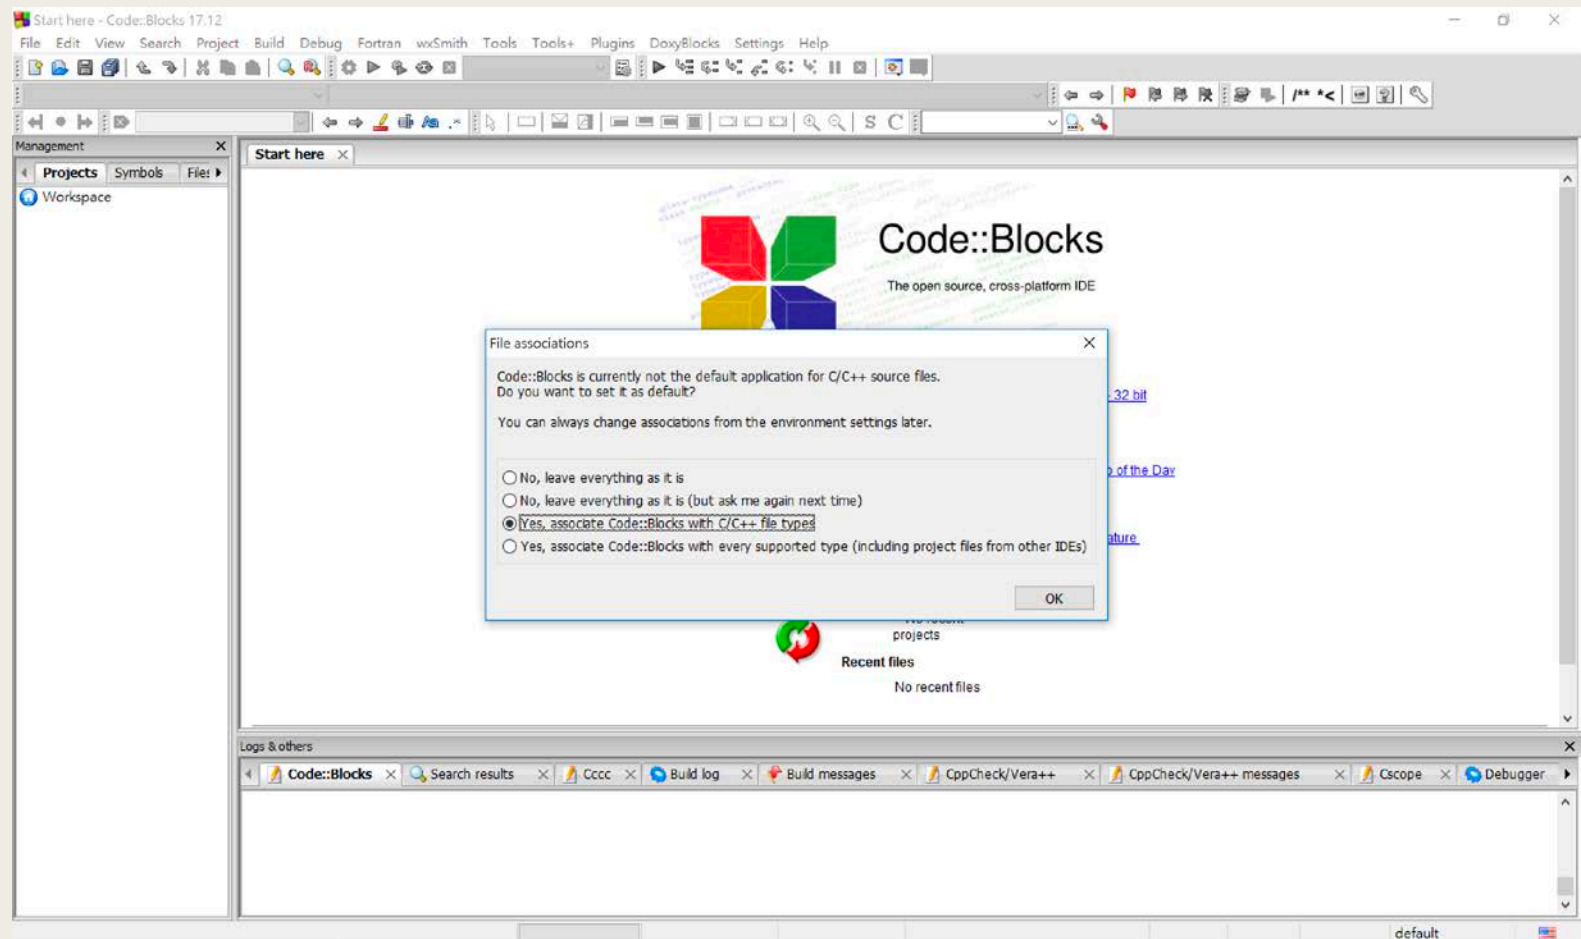 Start here - Code::Blocks 17.12
File Edit View Search Project Build Debug Fortran wxSmith Tools Tools+ Plugins DoxyBlocks Settings Help
/** *<
S C
Management
Start here
Projects Symbols Files
Workspace
Code::Blocks
The open source, cross-platform IDE
File associations
Code::Blocks is currently not the default application for C/C++ source files.
Do you want to set it as default?
32 bit
You can always change associations from the environment settings later.
of the Day
No, leave everything as it is
No, leave everything as it is (but ask me again next time)
Yes, associate Code::Blocks with C/C++ file types
ature
Yes, associate Code::Blocks with every supported type (including project files from other IDEs)
OK
No recent
projects
Recent files
No recent files
Logs & others
Code::Blocks Search results Cccc Build log Build messages CppCheck/Vera++ CppCheck/Vera++ messages Cscope Debugger
default